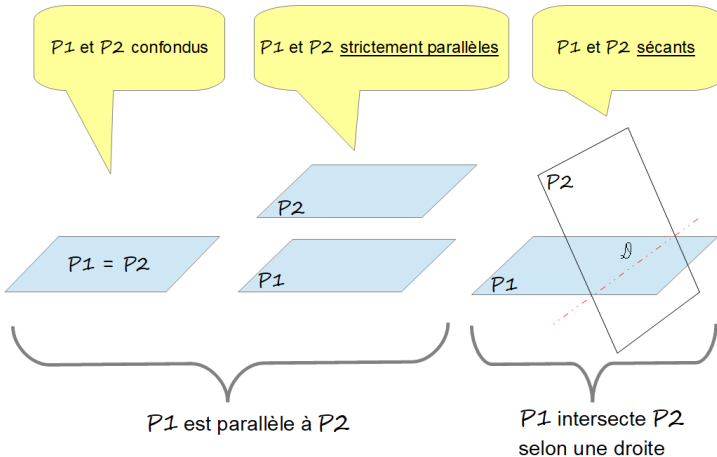 P1 et P2 confondus
P1 et P2 strictement parallèles
P1 et P2 sécants
P2
P2
P1 = P2
P1
D
P1
P1 est parallèle à P2
P1 intersecte P2
selon une droite